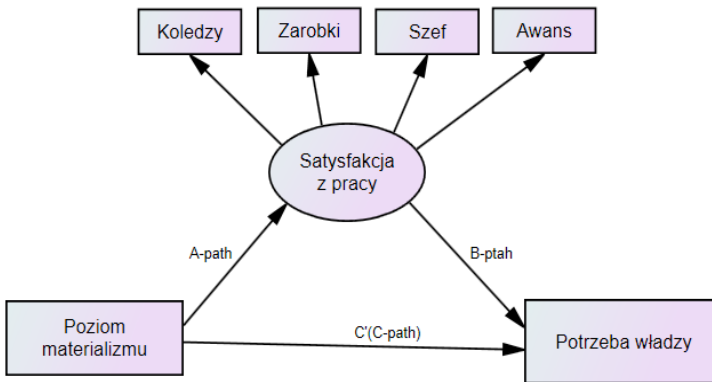 Koledzy
Zarobki
Szef
Awans
Satysfakcja
z pracy
A-path
B-ptah
Poziom
materializmu
C'(C-path)
Potrzeba władzy